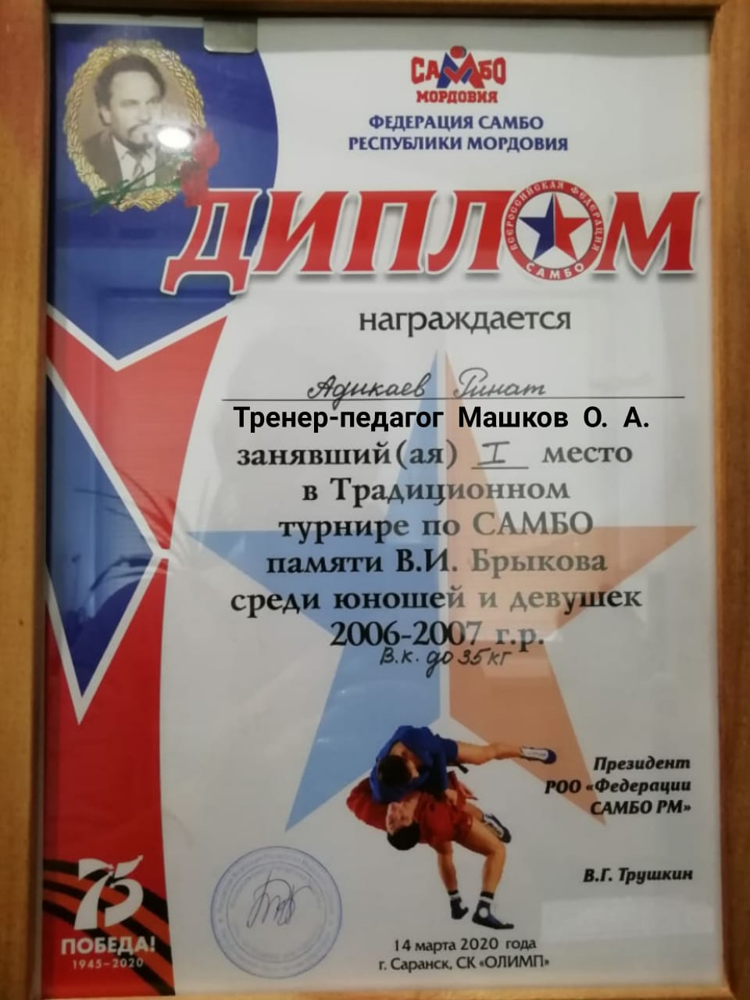 САМБО
МОРДОВИЯ
ФЕДЕРАЦИЯ САМБО
РЕСПУБЛИКИ МОРДОВИЯ
ДИПЛОМ
ВСЕРОССИЙСКАЯ ФЕДЕРАЦИЯ
САМБО
награждается
Адикаев Ринат
Тренер-педагог Машков О. А.
занявший(ая) I место
в Традиционном
турнире по САМБО
памяти В.И. Брыкова
среди юношей и девушек
2006-2007 г.р.
В.к. до 35 кг
Президент
РОО «Федерации
САМБО РМ»
В.Г. Трушкин
75
ПОБЕДА!
1945-2020
14 марта 2020 года
г. Саранск, СК «ОЛИМП»